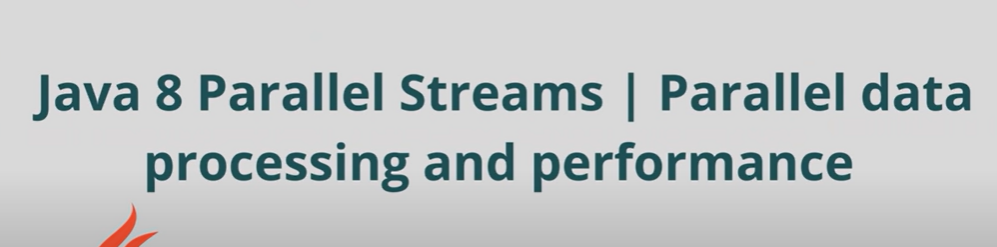 Java 8 Parallel Streams | Parallel data
processing and performance